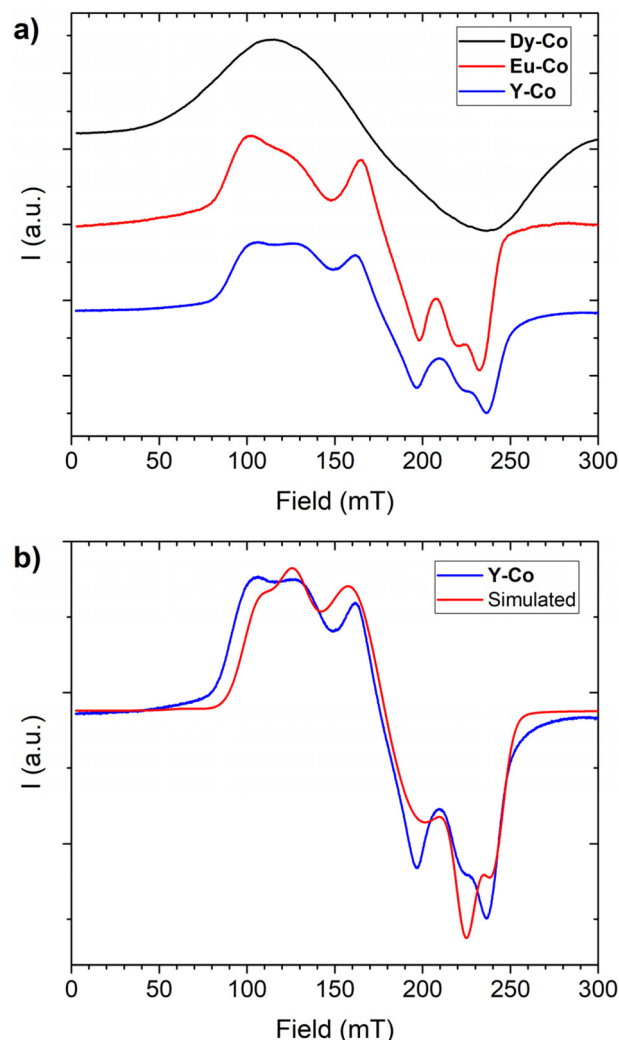 a)
Dy-Co
Eu-Co
Y-Co
I (a.u.)
0 50 100 150 200 250 300
Field (mT)
b)
Y-Co
Simulated
I (a.u.)
0 50 100 150 200 250 300
Field (mT)